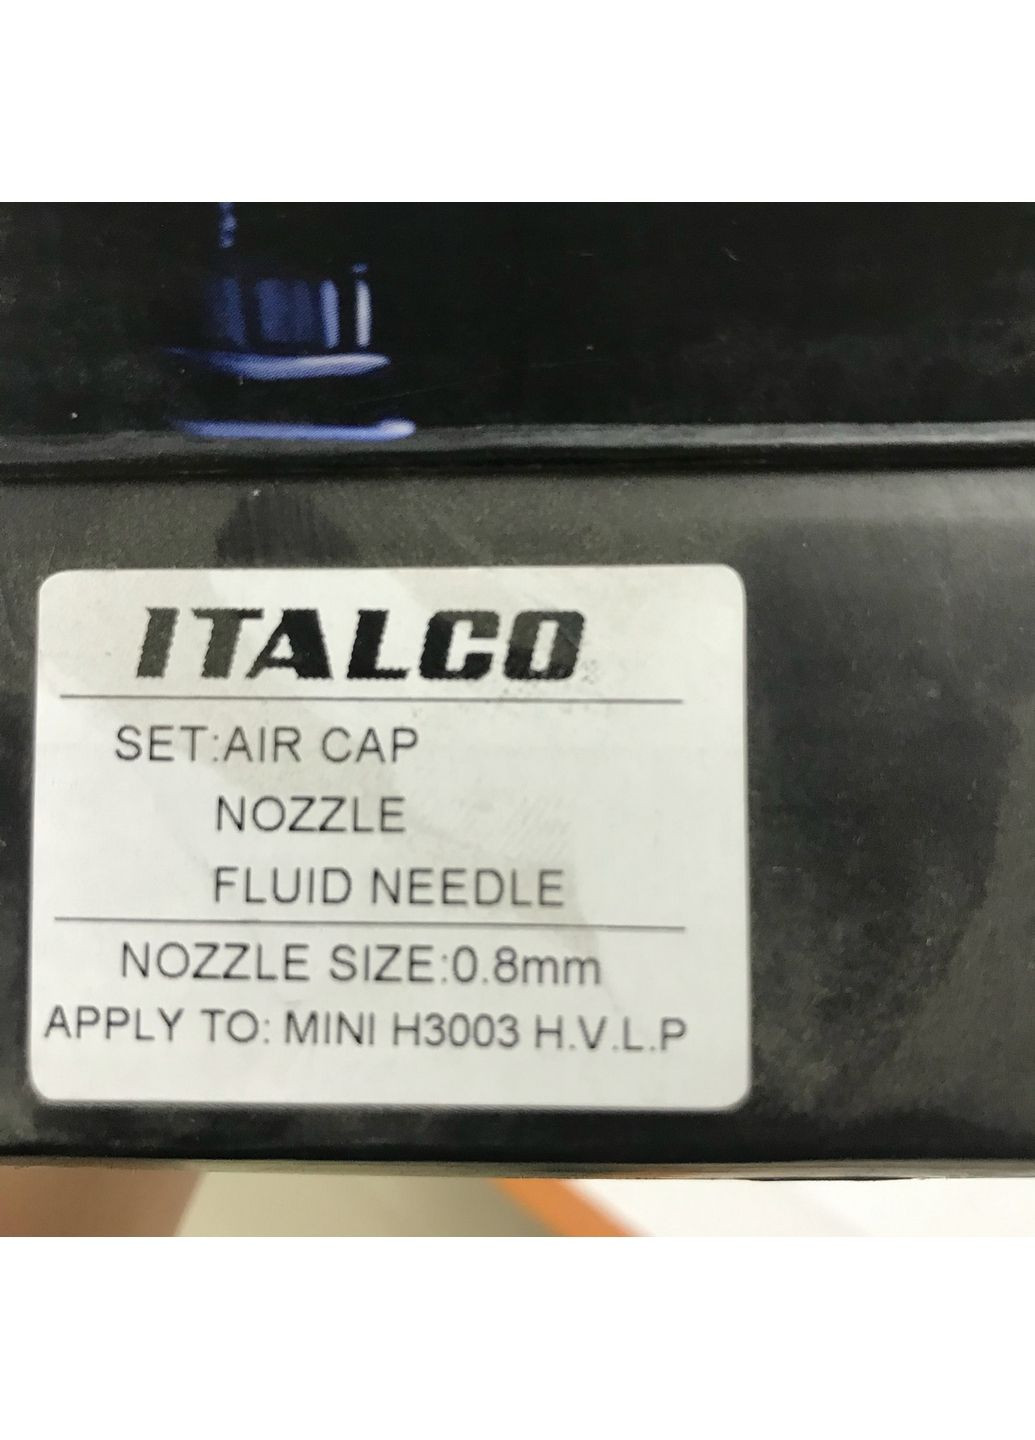 ITALCO
SET:AIR CAP
NOZZLE
FLUID NEEDLE
NOZZLE SIZE:0.8mm
APPLY TO: MINI H3003 H.V.L.P